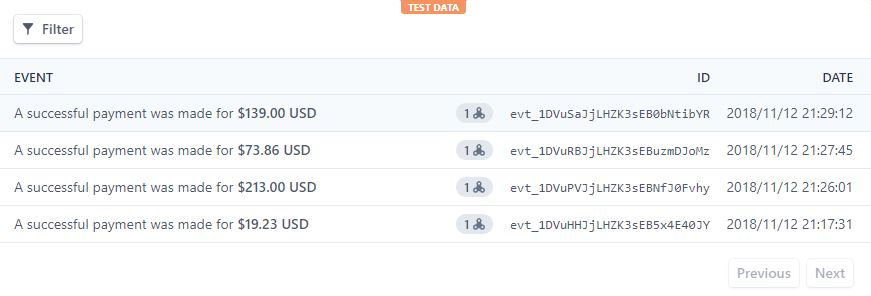 TEST DATA
Filter
EVENT ID DATE
A successful payment was made for $139.00 USD 1 evt_1DVuSaJjLHZK3sEB0bNtibYR 2018/11/12 21:29:12
A successful payment was made for $73.86 USD 1 evt_1DVuRBJjLHZK3sEBuzmDJoMz 2018/11/12 21:27:45
A successful payment was made for $213.00 USD 1 evt_1DVuPVJjLHZK3sEBNfJ0Fvhy 2018/11/12 21:26:01
A successful payment was made for $19.23 USD 1 evt_1DVuHHJjLHZK3sEB5x4E40JY 2018/11/12 21:17:31
Previous Next